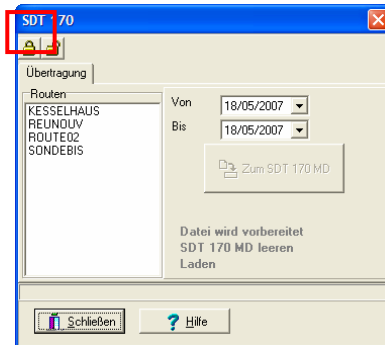 SDT 170
Übertragung
Routen
KESSELHAUS
REUNOUV
ROUTE02
SONDEBIS
Von 18/05/2007
Bis 18/05/2007
Zum SDT 170 MD
Datei wird vorbereitet
SDT 170 MD leeren
Laden
Schließen
Hilfe